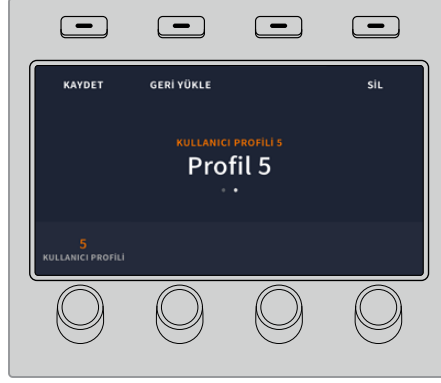 KAYDET GERİ YÜKLE SİL
KULLANICI PROFİLİ 5
Profil 5
5
KULLANICI PROFİLİ